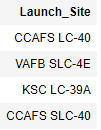 Launch_Site
CCAFS LC-40
VAFB SLC-4E
KSC LC-39A
CCAFS SLC-40